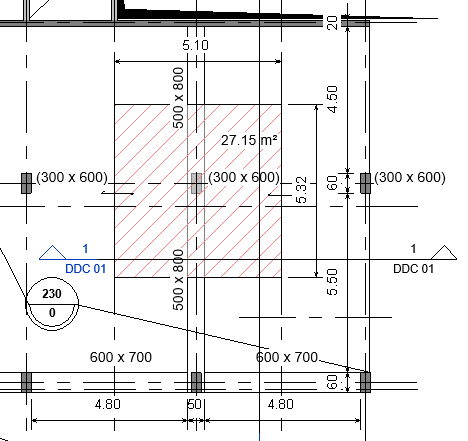 20
5.10
500 x 800
4.50
27.15 m²
(300 x 600)
(300 x 600)
(300 x 600)
60
5.32
1
DDC 01
1
DDC 01
500 x 800
5.50
230
0
600 x 700
600 x 700
60
4.80
50
4.80